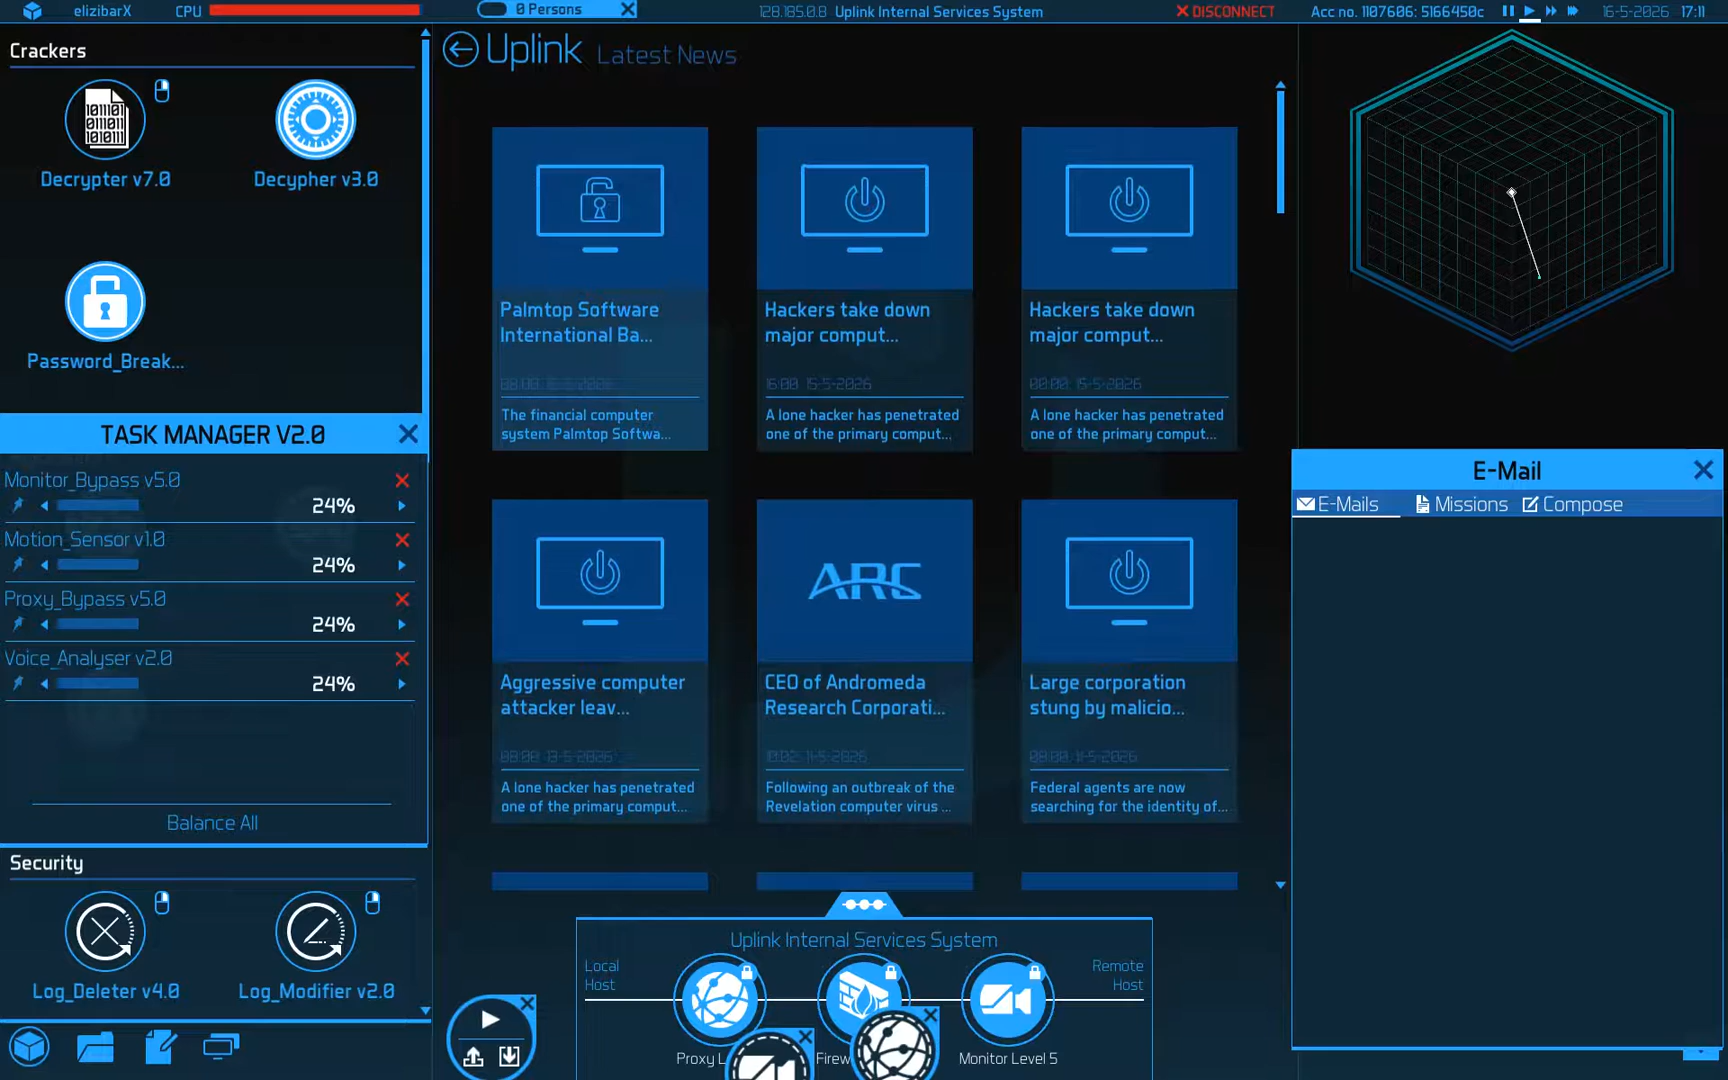 elizibarX
CPU
0 Persons
128.185.0.8 Uplink Internal Services System
DISCONNECT
Acc no. 1107606: 5166450c
16-5-2026 17:11
Crackers
Decrypter v7.0
Decypher v3.0
Password_Break...
TASK MANAGER V2.0
Monitor_Bypass v5.0
24%
Motion_Sensor v1.0
24%
Proxy_Bypass v5.0
24%
Voice_Analyser v2.0
24%
Balance All
Security
Log_Deleter v4.0
Log_Modifier v2.0
Uplink Latest News
Palmtop Software
International Ba...
The financial computer
system Palmtop Softwa...
Hackers take down
major comput...
16:00 15-5-2026
A lone hacker has penetrated
one of the primary comput...
Hackers take down
major comput...
00:00 15-5-2026
A lone hacker has penetrated
one of the primary comput...
Aggressive computer
attacker leav...
A lone hacker has penetrated
one of the primary comput...
ARC
CEO of Andromeda
Research Corporati...
Following an outbreak of the
Revelation computer virus ...
Large corporation
stung by malicio...
Federal agents are now
searching for the identity of...
Uplink Internal Services System
Local
Host
Remote
Host
Proxy
Monitor Level 5
E-Mail
E-Mails
Missions
Compose